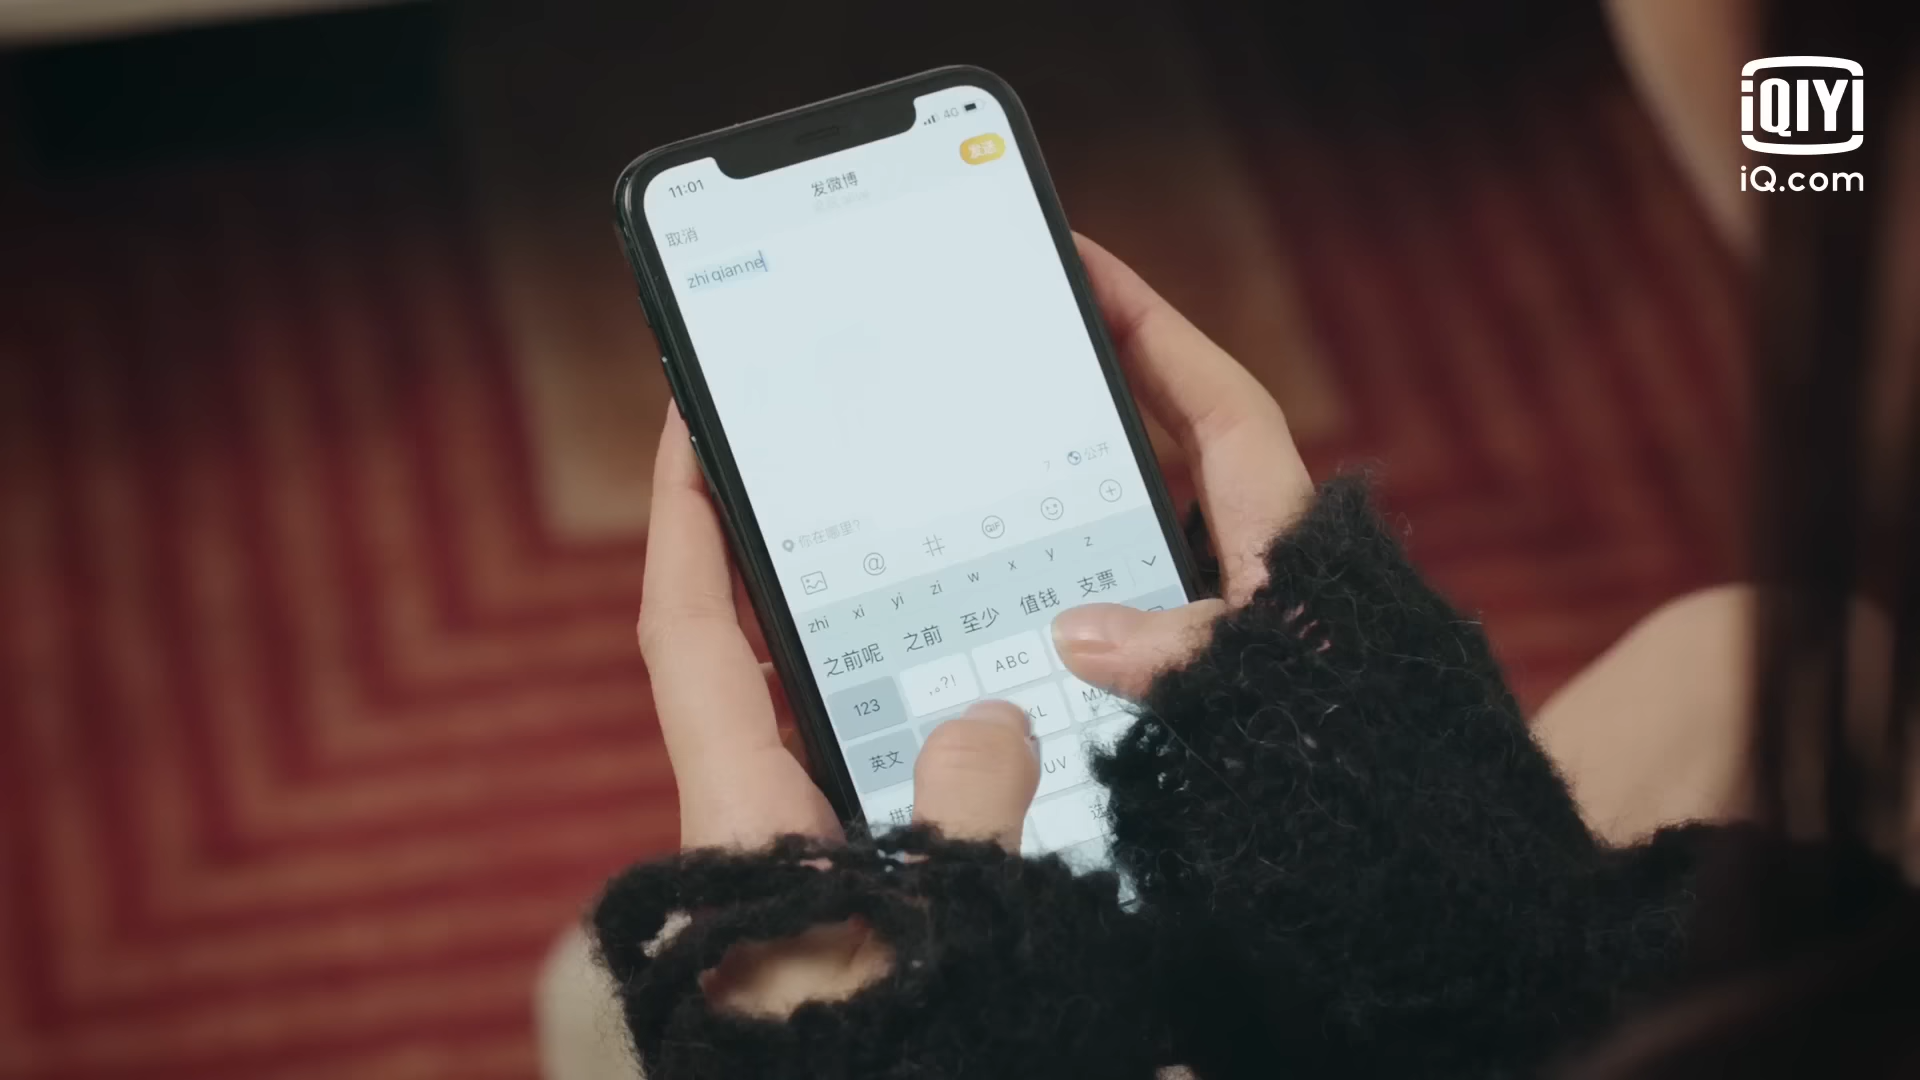 iQIYI
iQ.com
11:01
4G
发微博
发送
取消
zhi qian ne
公开
你在哪里?
@
GIF
zhi xi yi zi w x y z
之前呢 之前 至少 值钱 支票
123 ,。?! ABC
英文